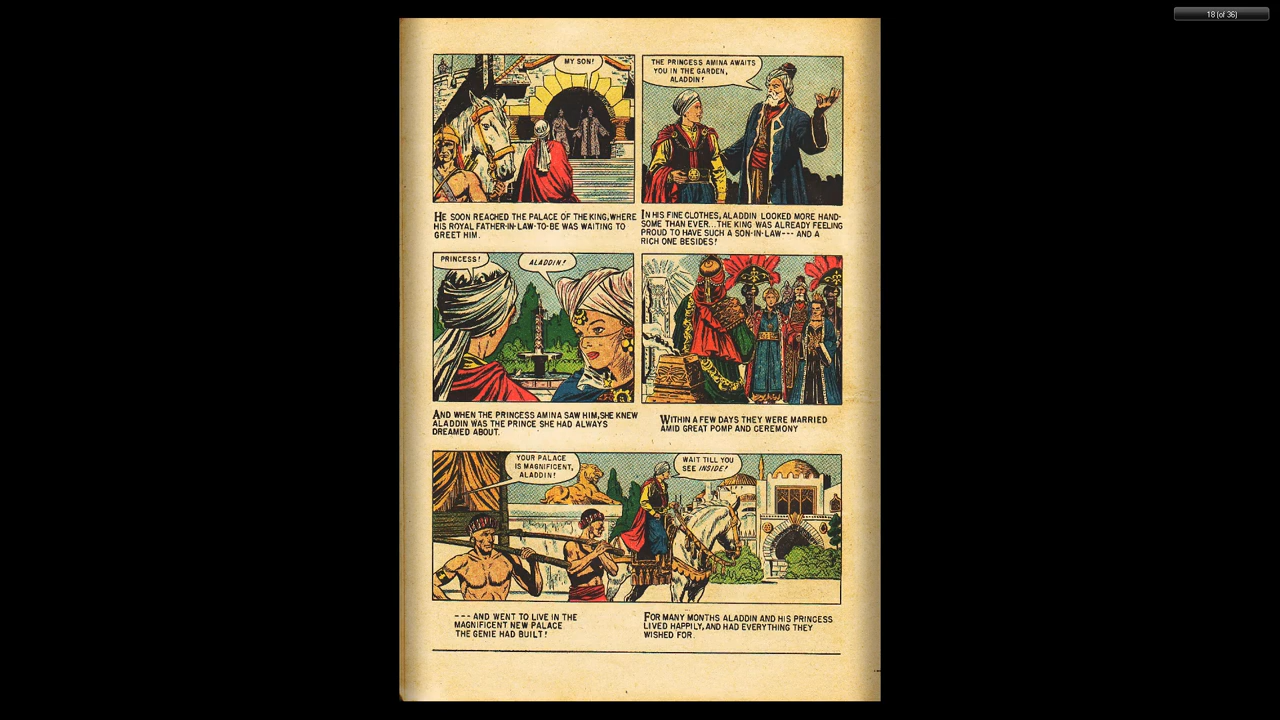 18 (of 36)
MY SON!
THE PRINCESS AMINA AWAITS
YOU IN THE GARDEN,
ALADDIN!
HE SOON REACHED THE PALACE OF THE KING, WHERE
HIS ROYAL FATHER-IN-LAW-TO-BE WAS WAITING TO
GREET HIM.
IN HIS FINE CLOTHES, ALADDIN LOOKED MORE HAND-
SOME THAN EVER... THE KING WAS ALREADY FEELING
PROUD TO HAVE SUCH A SON-IN-LAW--- AND A
RICH ONE BESIDES!
PRINCESS!
ALADDIN!
AND WHEN THE PRINCESS AMINA SAW HIM, SHE KNEW
ALADDIN WAS THE PRINCE SHE HAD ALWAYS
DREAMED ABOUT.
WITHIN A FEW DAYS THEY WERE MARRIED
AMID GREAT POMP AND CEREMONY
YOUR PALACE
IS MAGNIFICENT,
ALADDIN!
WAIT TILL YOU
SEE INSIDE!
--- AND WENT TO LIVE IN THE
MAGNIFICENT NEW PALACE
THE GENIE HAD BUILT!
FOR MANY MONTHS ALADDIN AND HIS PRINCESS
LIVED HAPPILY, AND HAD EVERYTHING THEY
WISHED FOR.